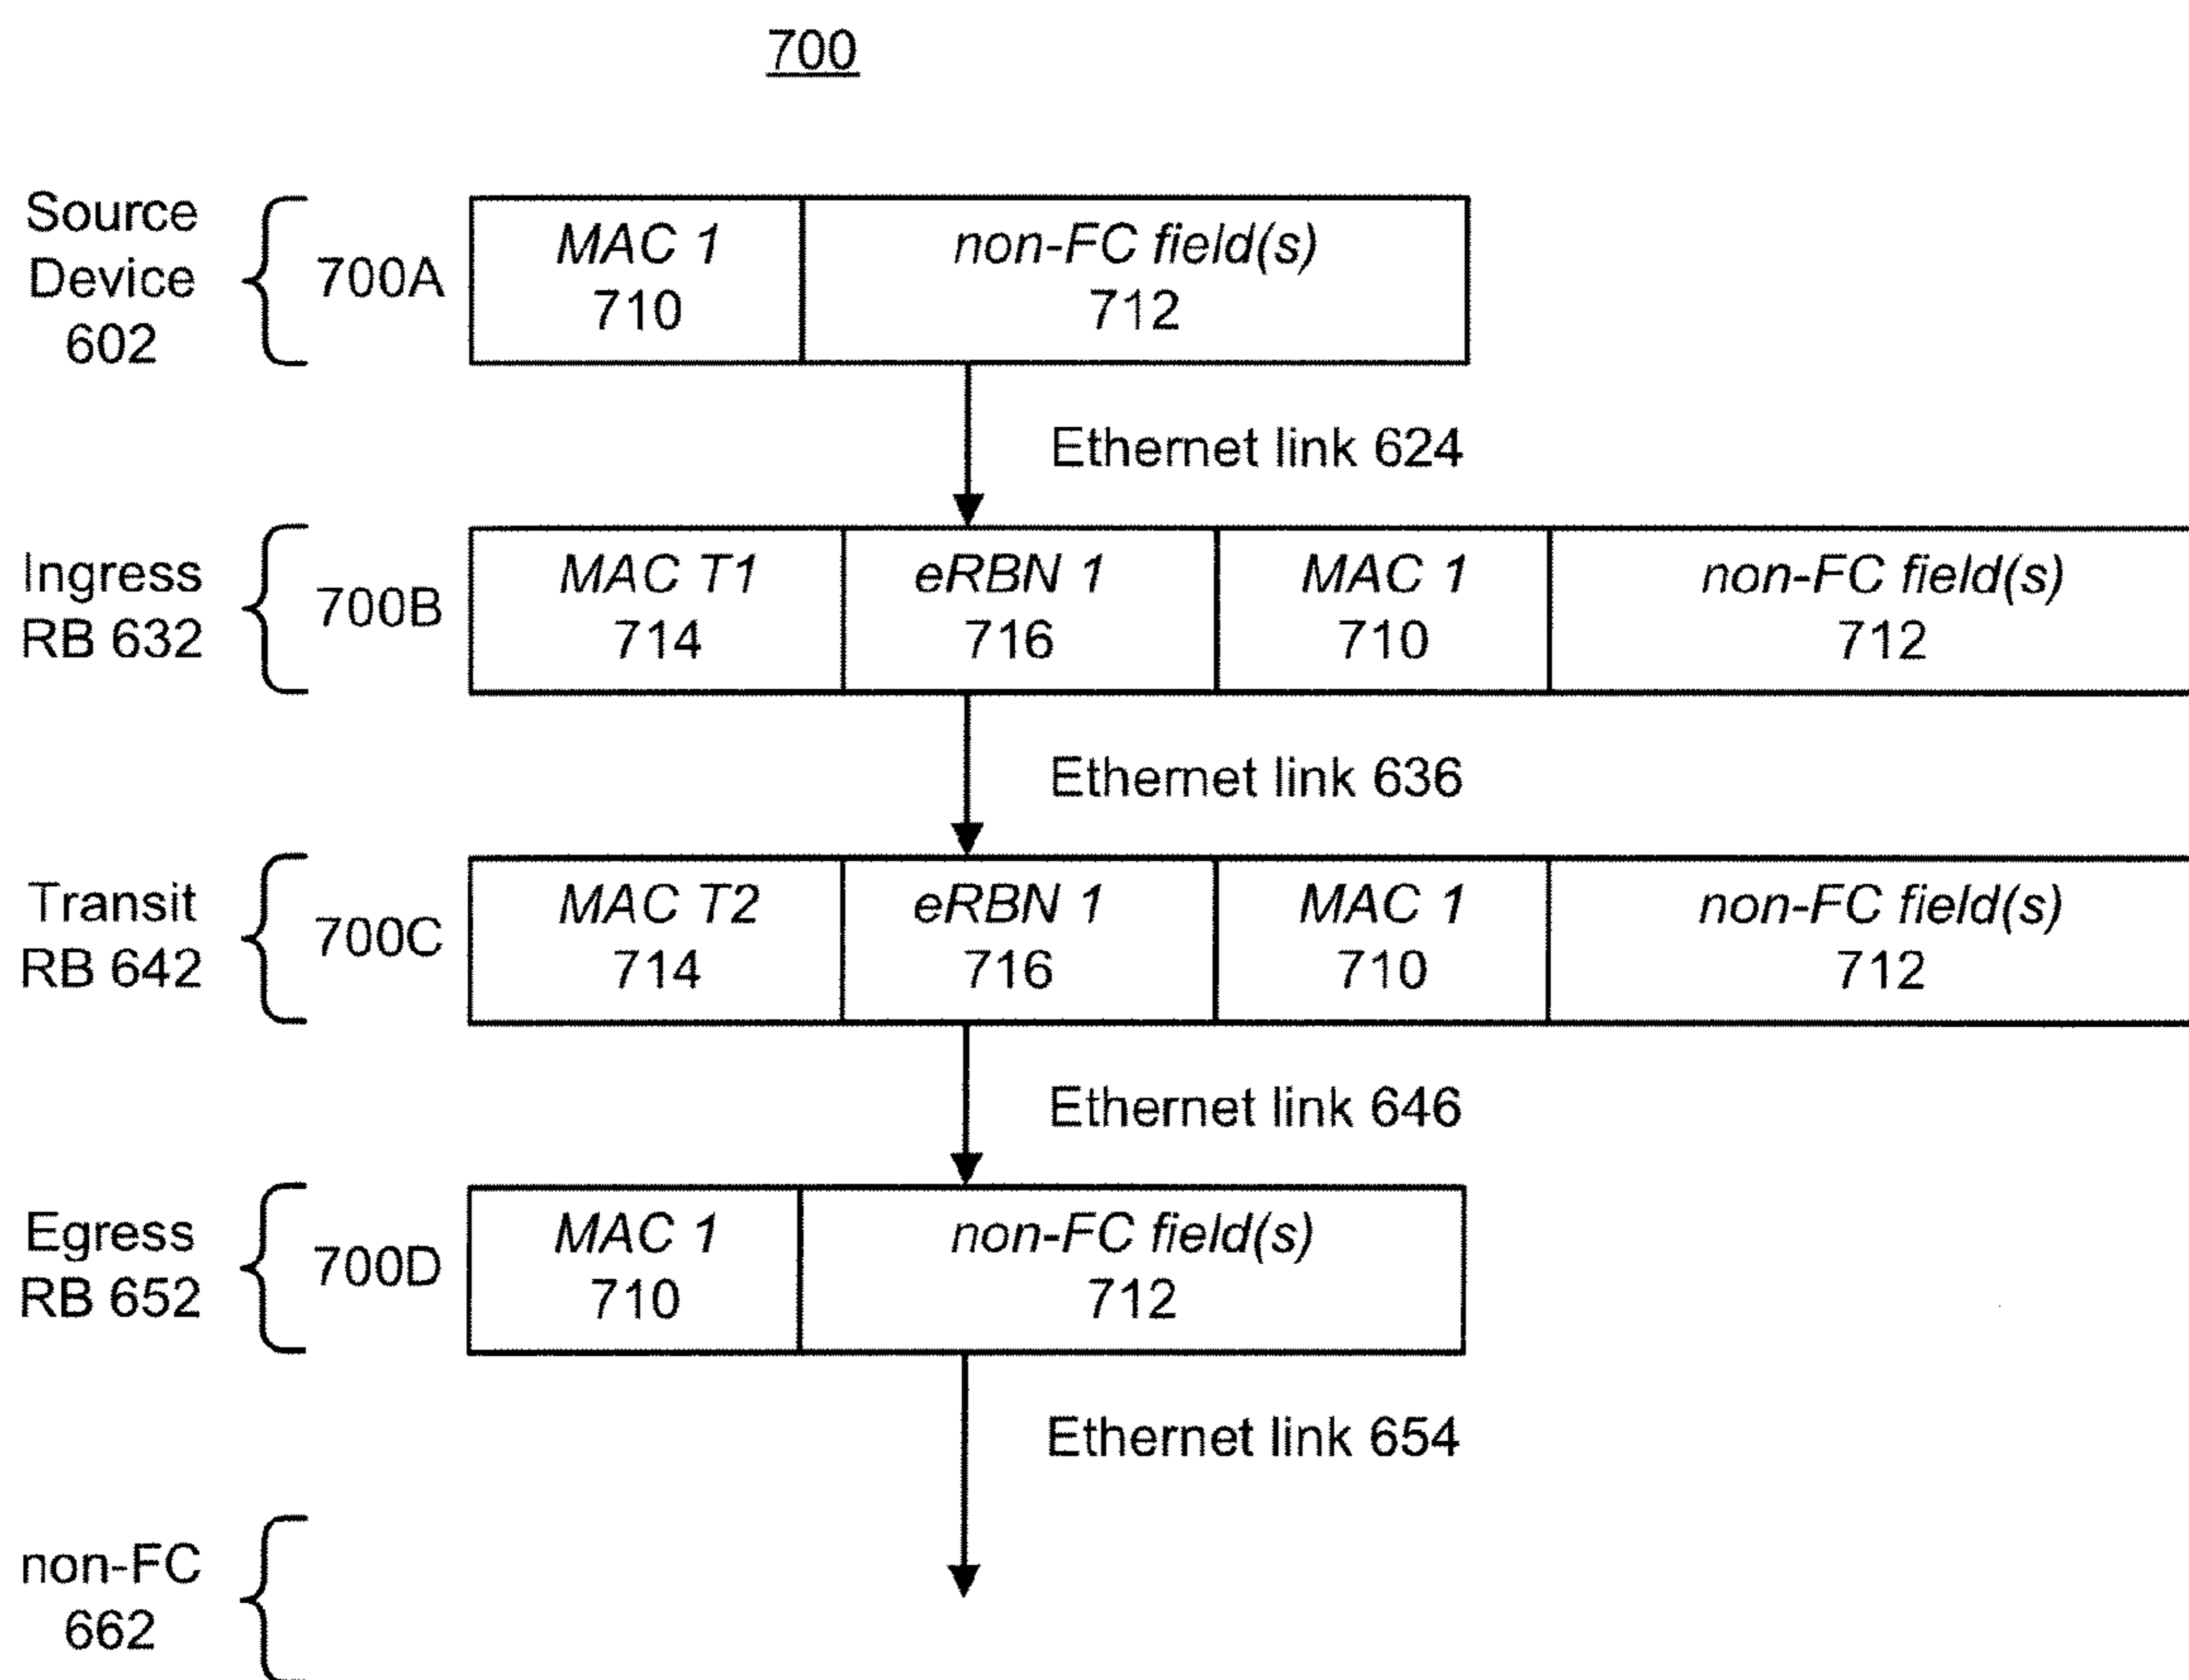 700
Source
Device
602
700A
MAC 1
710
non-FC field(s)
712
Ethernet link 624
Ingress
RB 632
700B
MAC T1
714
eRBN 1
716
MAC 1
710
non-FC field(s)
712
Ethernet link 636
Transit
RB 642
700C
MAC T2
714
eRBN 1
716
MAC 1
710
non-FC field(s)
712
Ethernet link 646
Egress
RB 652
700D
MAC 1
710
non-FC field(s)
712
Ethernet link 654
non-FC
662